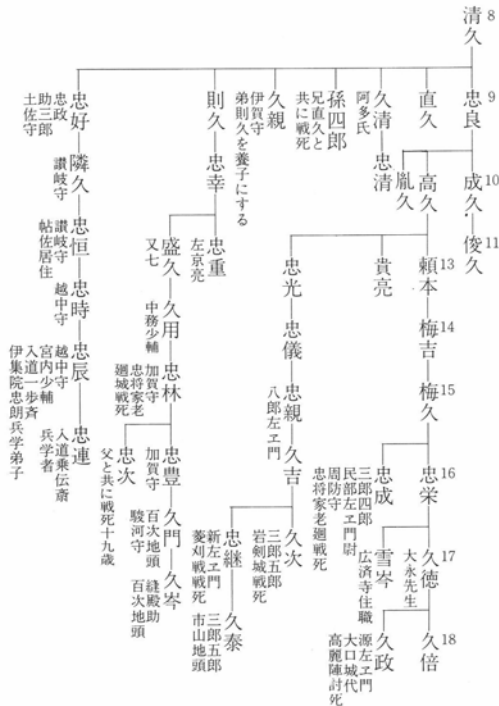 清久 8
忠良 9
直久
久清
阿多氏
忠清
孫四郎
兄直久と
共に戦死
久親
伊賀守
弟則久を養子にする
則久
忠幸
忠好
忠政
助三郎
土佐守
成久 10
高久
胤久
俊久 11
頼本 13
貴亮
忠光
梅吉 14
梅久 15
忠栄 16
忠成
三郎四郎
民部左ヱ門尉
周防守
忠将家老廻戦死
久徳 17
大永先生
雪岑
広済寺住職
久倍 18
久政
源左ヱ門
大口城代
高麗陣討死
忠儀
忠親
八郎左ヱ門
久吉
久次
三郎五郎
岩剣城戦死
忠継
新左ヱ門
菱刈戦戦死
久泰
三郎五郎
市山地頭
忠重
左京亮
盛久
又七
久用
中務少輔
忠林
加賀守
忠将家老
廻城戦死
忠豊
加賀守
忠次
父と共に戦死十九歳
久門
百次地頭
駿河守
久岑
縫殿助
百次地頭
隣久
讃岐守
忠恒
讃岐守
帖佐居住
忠時
越中守
忠辰
越中守
宮内少輔
入道一歩斉
伊集院忠朗兵学弟子
忠連
入道乗伝斎
兵学者